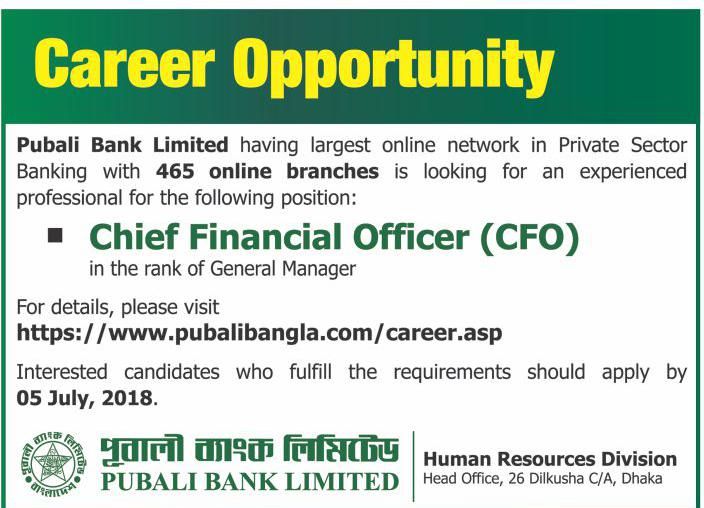 Career Opportunity
Pubali Bank Limited having largest online network in Private Sector
Banking with 465 online branches is looking for an experienced
professional for the following position:
■ Chief Financial Officer (CFO)
in the rank of General Manager
For details, please visit
https://www.pubalibangla.com/career.asp
Interested candidates who fulfill the requirements should apply by
05 July, 2018.
পূবালী ব্যাংক লিমিটেড
বাংলাদেশ
পূবালী ব্যাংক লিমিটেড
PUBALI BANK LIMITED
Human Resources Division
Head Office, 26 Dilkusha C/A, Dhaka